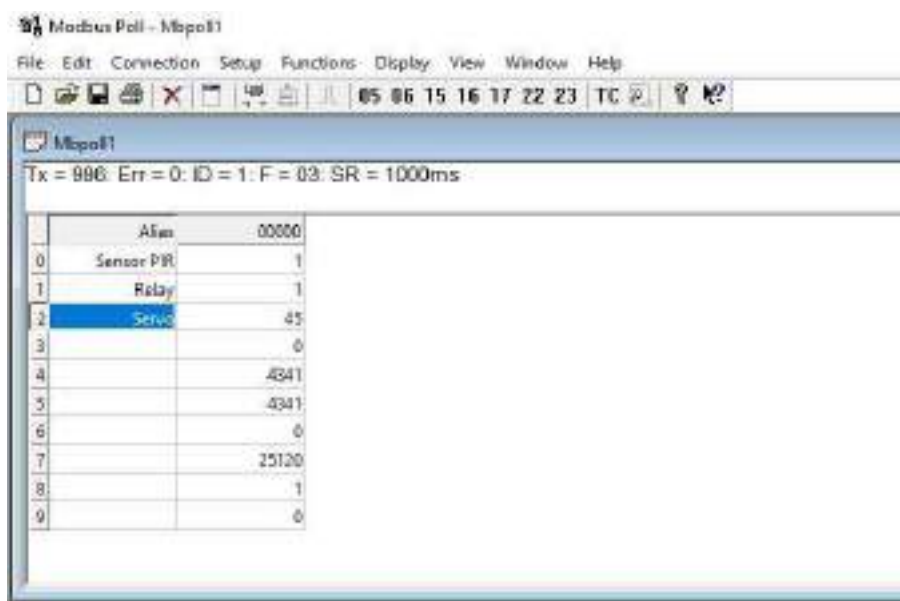 Modbus Poll - Mbpoll1
File Edit Connection Setup Functions Display View Window Help
05 06 15 16 17 22 23 TC
Mbpoll1
Tx = 996: Err = 0: ID = 1: F = 03: SR = 1000ms
Alias 00000
0 Sensor PIR 1
1 Relay 1
2 Servo 45
3 0
4 4341
5 4341
6 0
7 25120
8 1
9 0